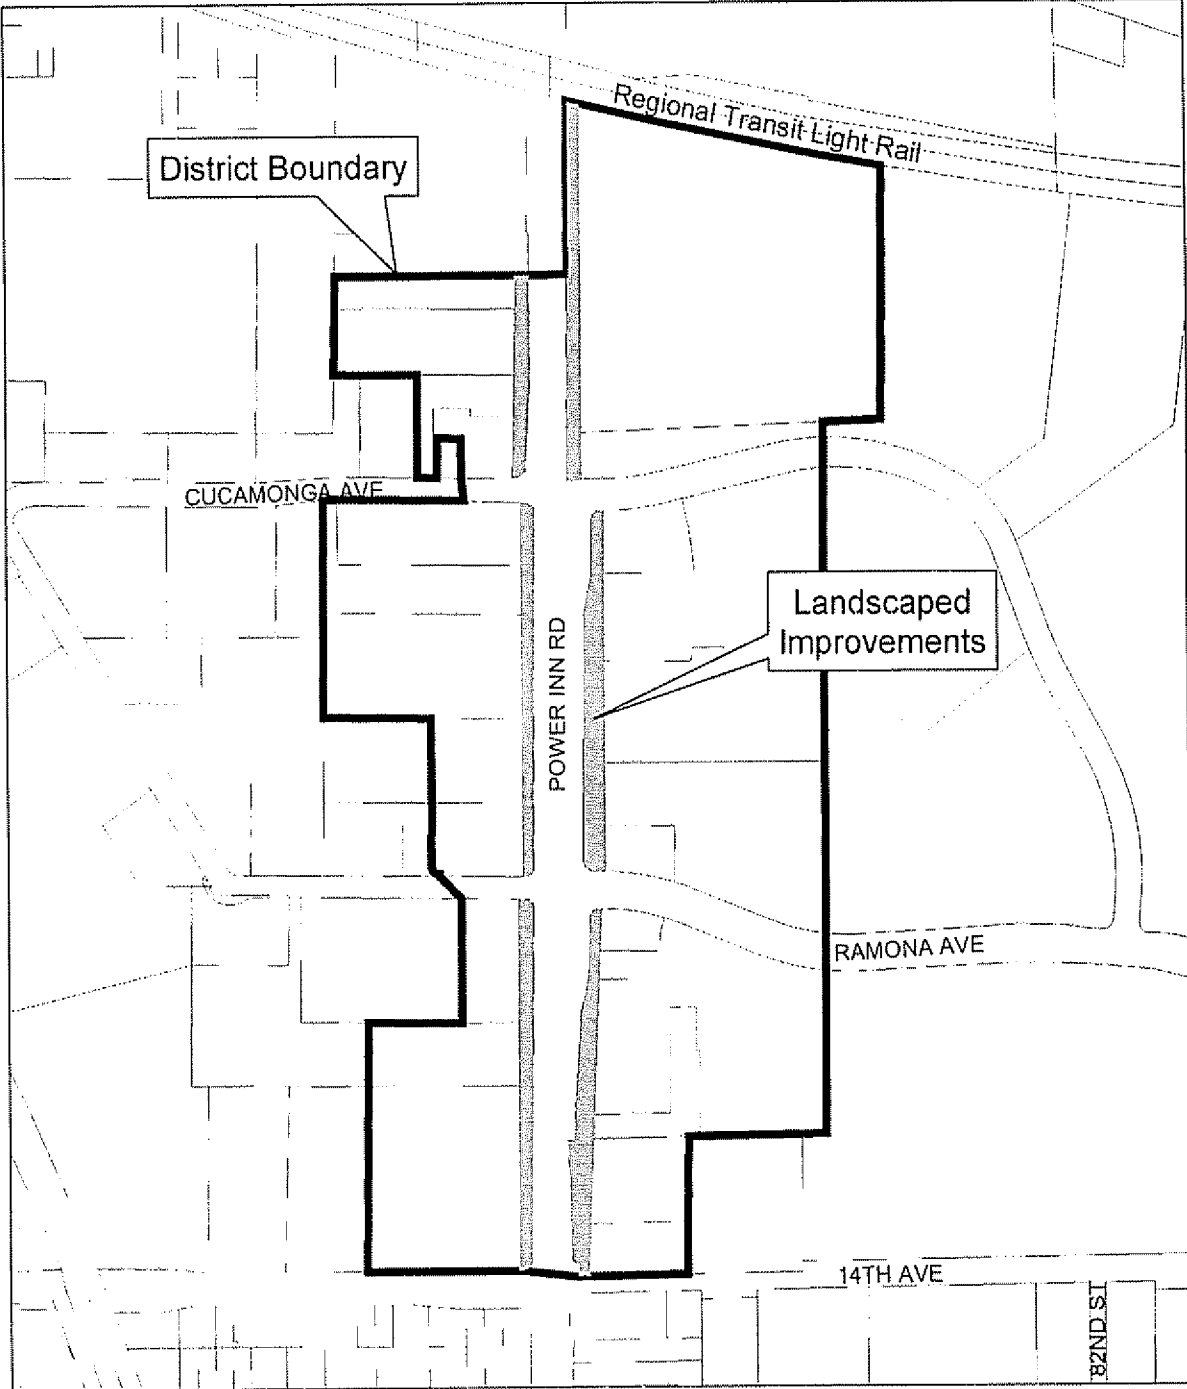 Regional Transit Light Rail
District Boundary
CUCAMONGA AVE
Landscaped
Improvements
POWER INN RD
RAMONA AVE
14TH AVE
82ND ST